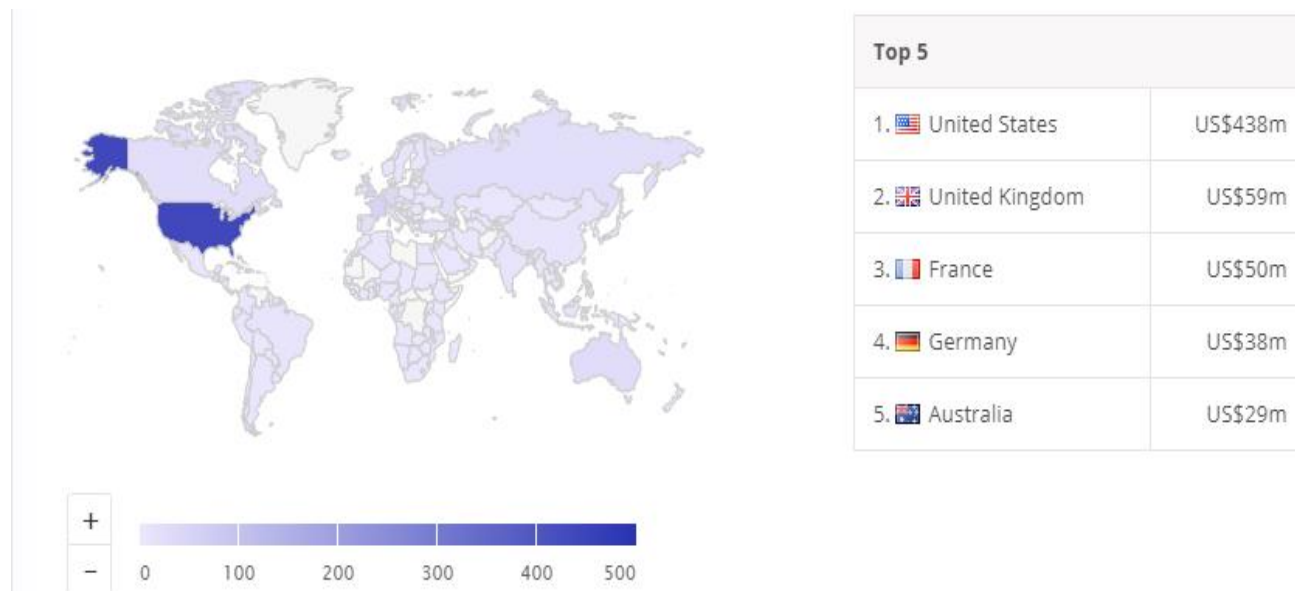 Top 5
1. United States US$438m
2. United Kingdom US$59m
3. France US$50m
4. Germany US$38m
5. Australia US$29m
+
−
0 100 200 300 400 500